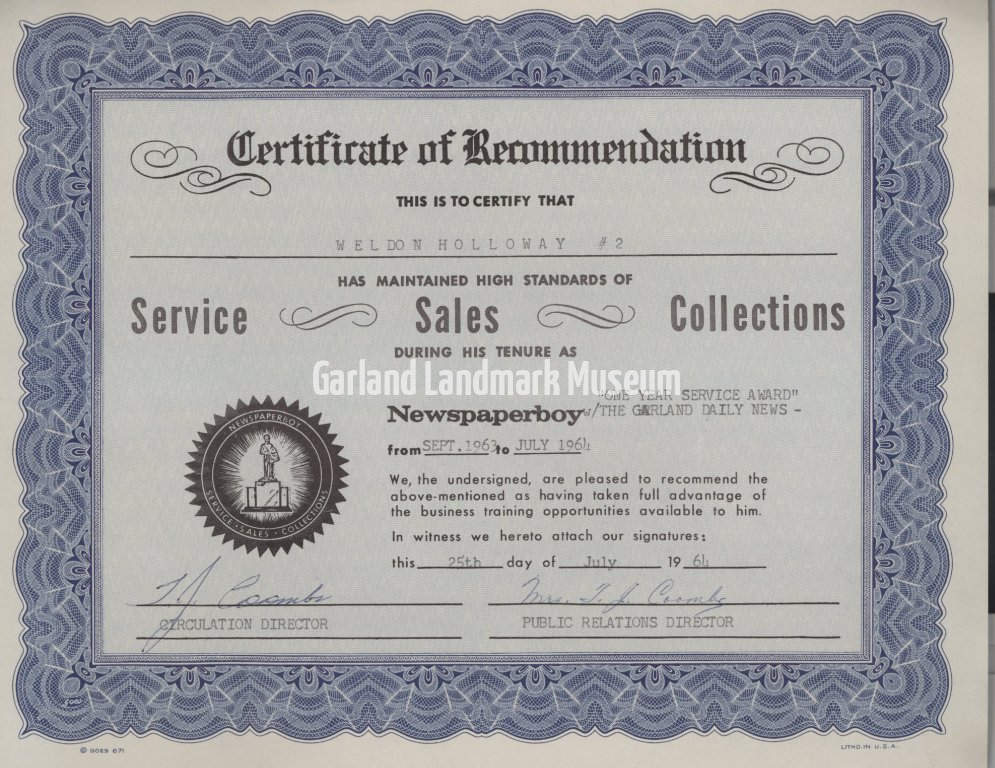 Certificate of Recommendation
THIS IS TO CERTIFY THAT
WELDON HOLLOWAY #2
HAS MAINTAINED HIGH STANDARDS OF
Service Sales Collections
DURING HIS TENURE AS
Garland Landmark Museum
"ONE YEAR SERVICE AWARD"
Newspaperboy w/THE GARLAND DAILY NEWS -
from SEPT. 1963 to JULY 1964
NEWSPAPERBOY
SERVICE · SALES · COLLECTIONS
We, the undersigned, are pleased to recommend the
above-mentioned as having taken full advantage of
the business training opportunities available to him.
In witness we hereto attach our signatures:
this 25th day of July 19 64
T J Coombs Mrs. T. J. Coombs
CIRCULATION DIRECTOR PUBLIC RELATIONS DIRECTOR
© GOES 671 LITHO. IN U.S.A.